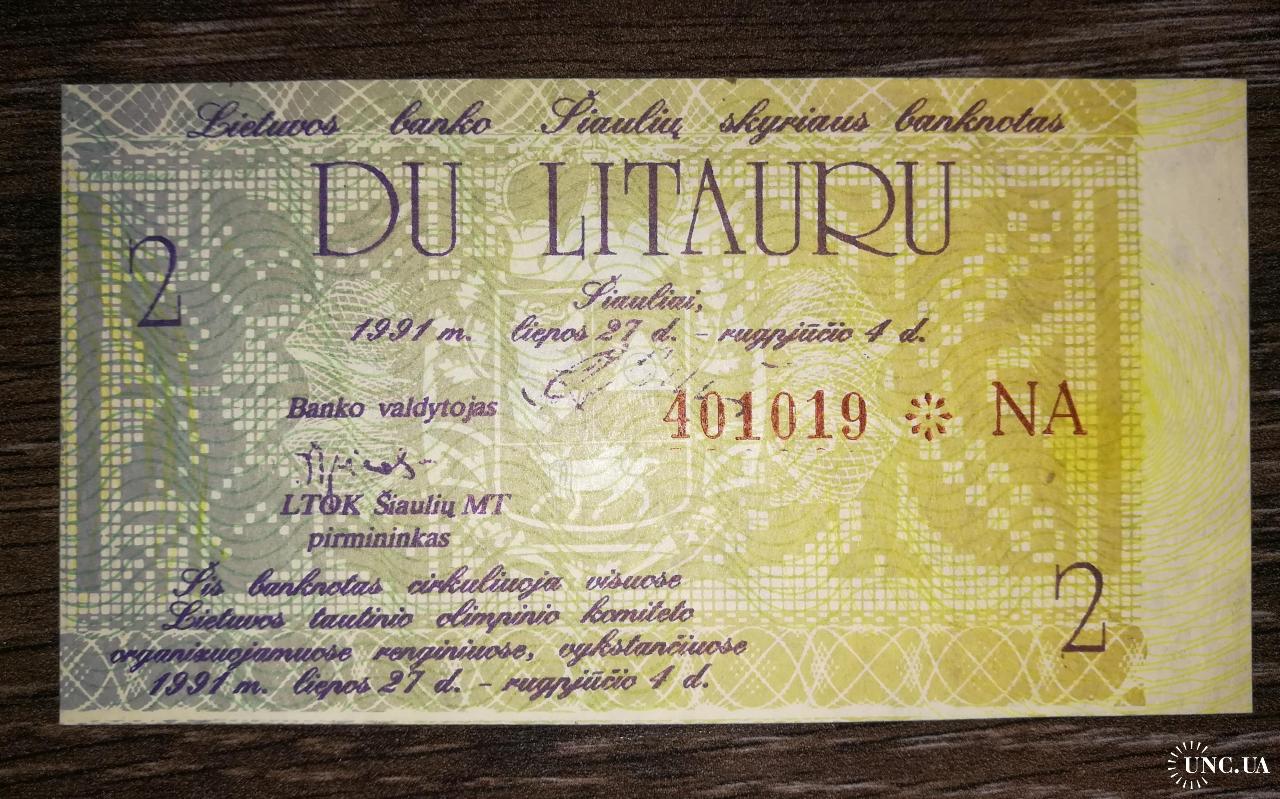 Lietuvos banko Šiaulių skyriaus banknotas
DU LITAURU
2
Šiauliai,
1991 m. liepos 27 d. – rugpjūčio 4 d.
Banko valdytojas
401019 NA
LTOK Šiaulių MT
pirmininkas
Šis banknotas cirkuliuoja visuose
Lietuvos tautinio olimpinio komiteto
organizuojamuose renginiuose, vykstančiuose
1991 m. liepos 27 d. – rugpjūčio 4 d.
2
UNC.UA